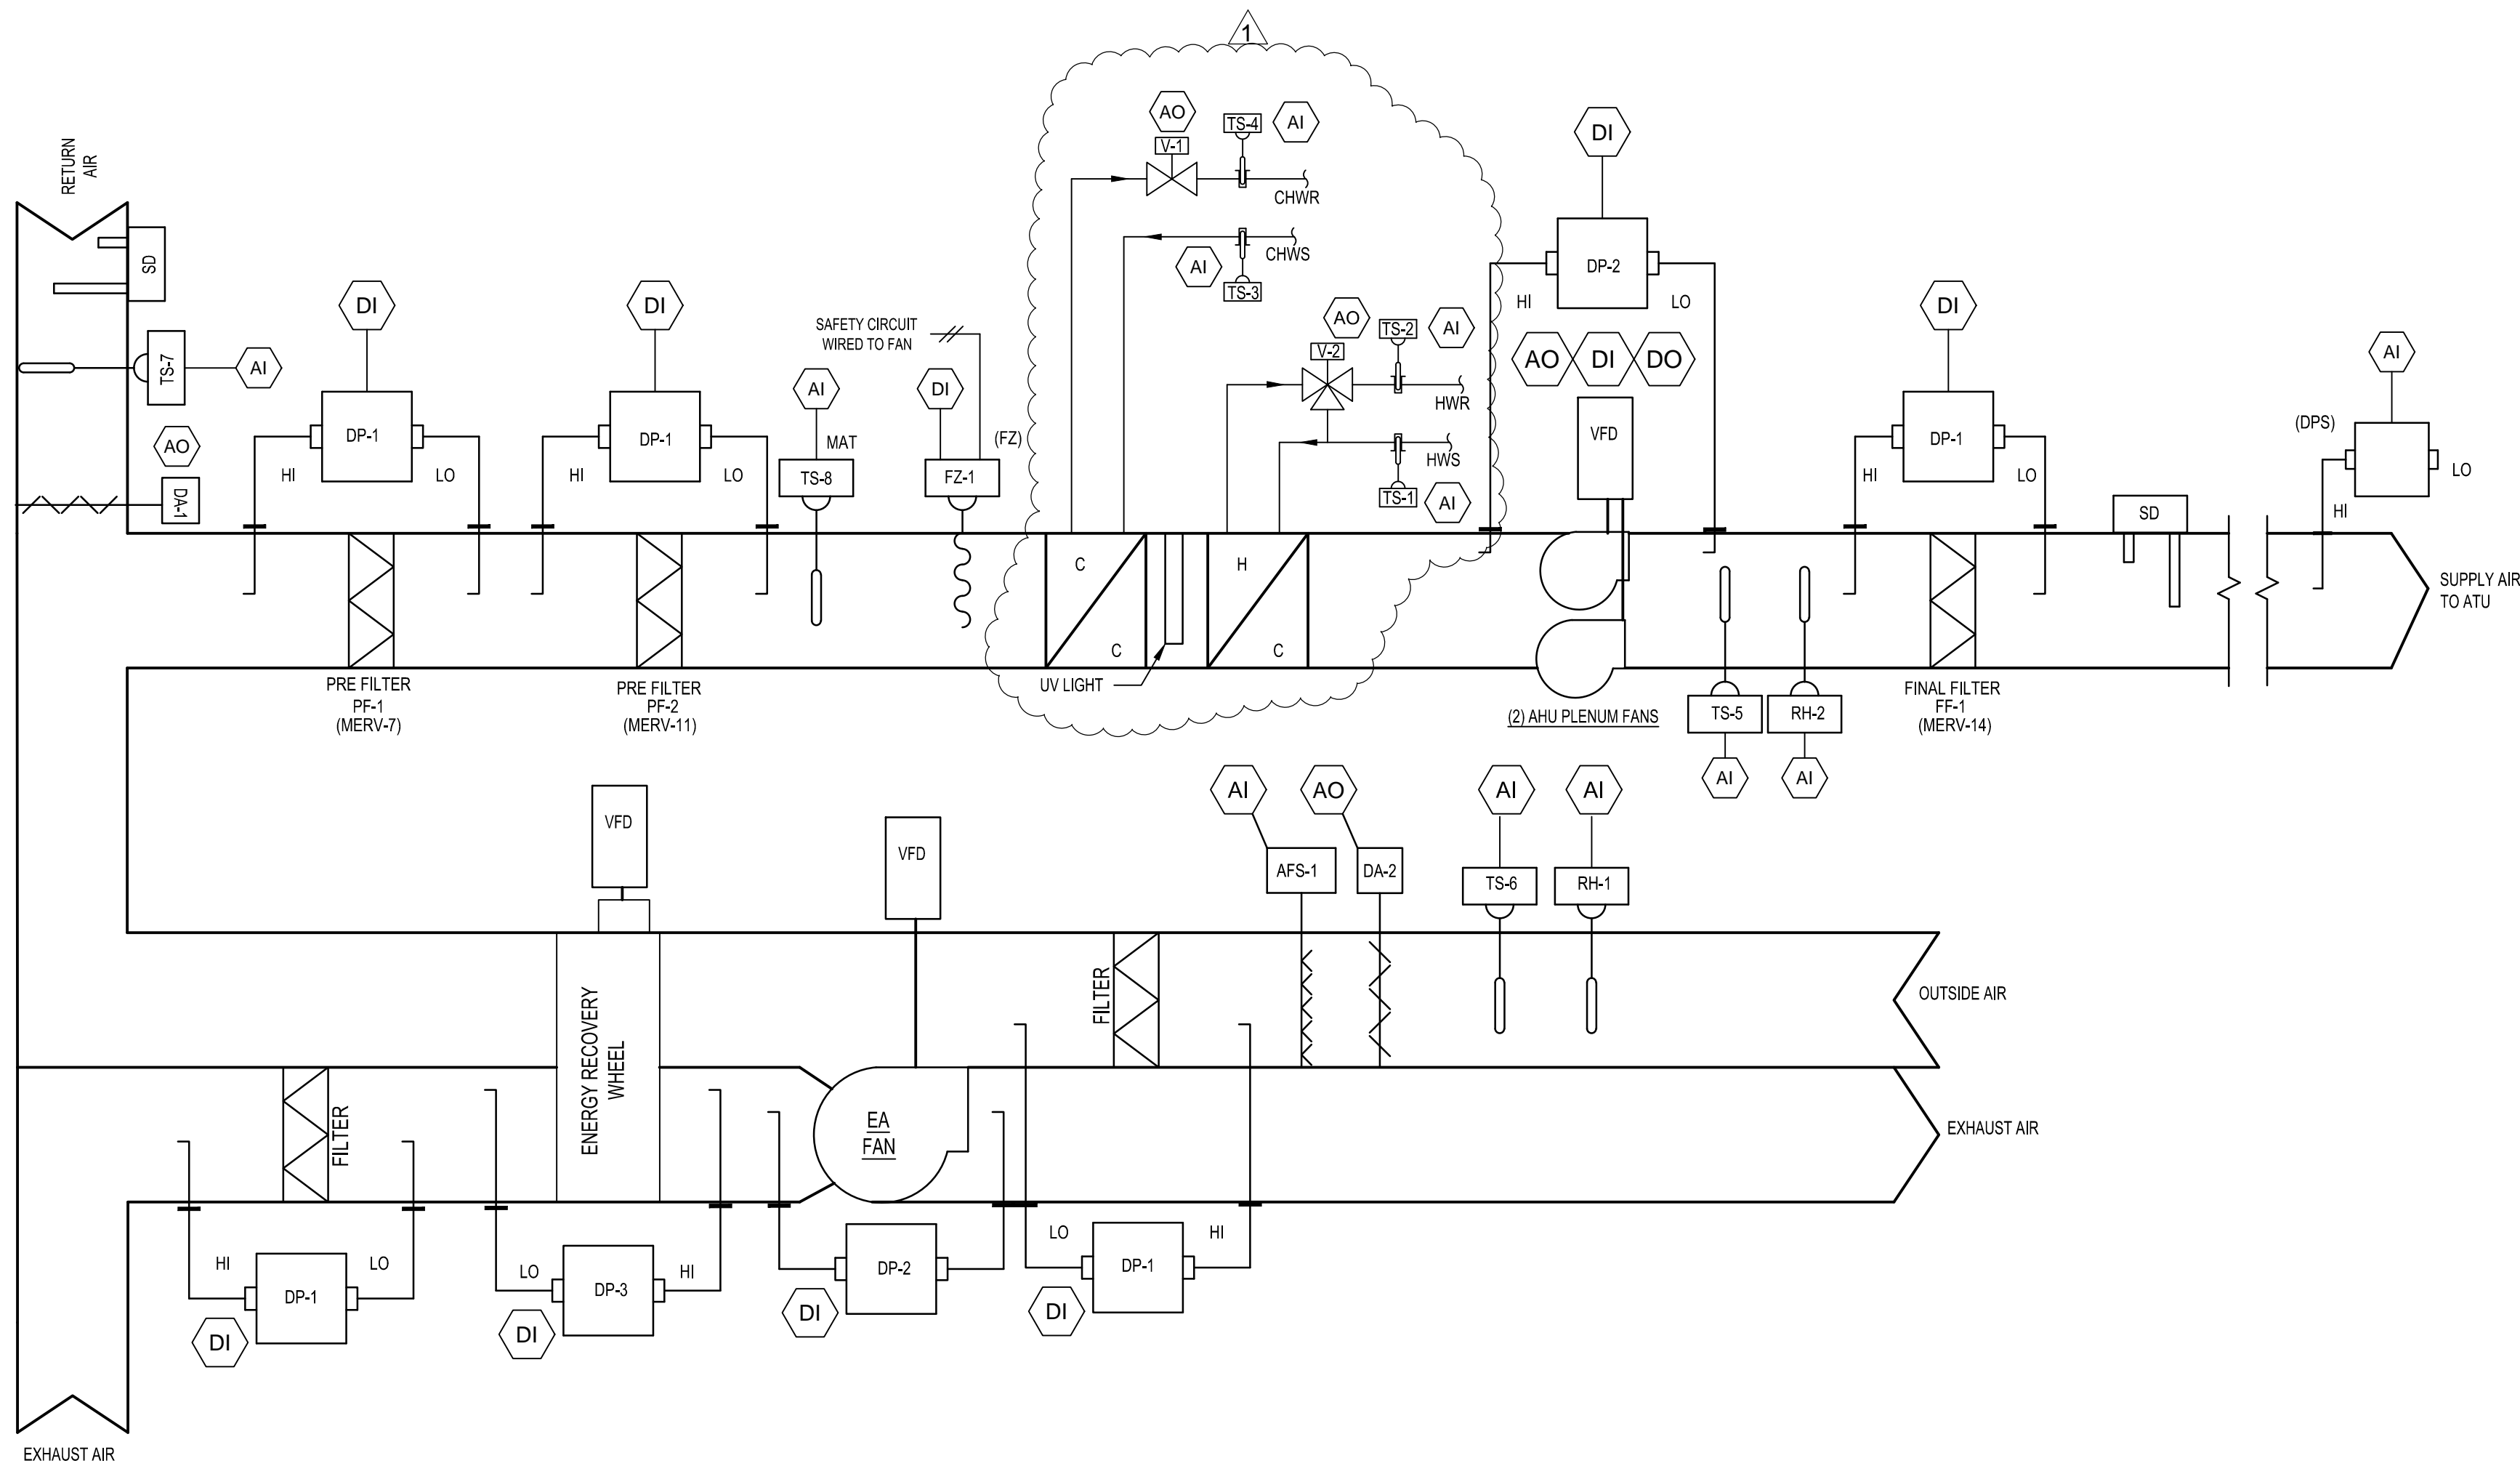 1
RETURN
AIR
SD
TS-7
AI
AO
DA-1
DI
DP-1
HI
LO
DI
DP-1
HI
LO
AI
MAT
TS-8
SAFETY CIRCUIT
WIRED TO FAN
DI
(FZ)
FZ-1
AO
V-1
TS-4
AI
CHWR
CHWS
AI
TS-3
AO
V-2
TS-2
AI
HWR
HWS
TS-1
AI
C
C
H
C
UV LIGHT
DI
DP-2
HI
LO
AO
DI
DO
VFD
DI
DP-1
HI
LO
SD
AI
(DPS)
LO
HI
SUPPLY AIR
TO ATU
PRE FILTER
PF-1
(MERV-7)
PRE FILTER
PF-2
(MERV-11)
(2) AHU PLENUM FANS
TS-5
AI
RH-2
AI
FINAL FILTER
FF-1
(MERV-14)
VFD
VFD
AI
AFS-1
AO
DA-2
AI
TS-6
AI
RH-1
ENERGY RECOVERY
WHEEL
FILTER
OUTSIDE AIR
FILTER
EA
FAN
EXHAUST AIR
HI
LO
DP-1
DI
LO
HI
DP-3
DI
DP-2
DI
LO
HI
DP-1
DI
EXHAUST AIR